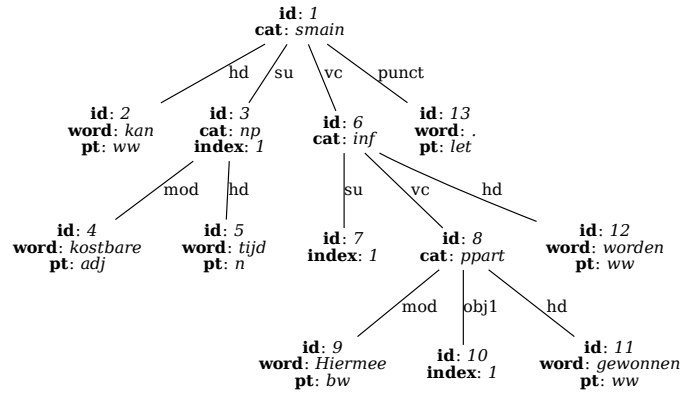 id: 1
cat: smain
hd su vc punct
id: 2
word: kan
pt: ww
id: 3
cat: np
index: 1
id: 6
cat: inf
id: 13
word: .
pt: let
mod hd su vc hd
id: 4
word: kostbare
pt: adj
id: 5
word: tijd
pt: n
id: 7
index: 1
id: 8
cat: ppart
id: 12
word: worden
pt: ww
mod obj1 hd
id: 9
word: Hiermee
pt: bw
id: 10
index: 1
id: 11
word: gewonnen
pt: ww